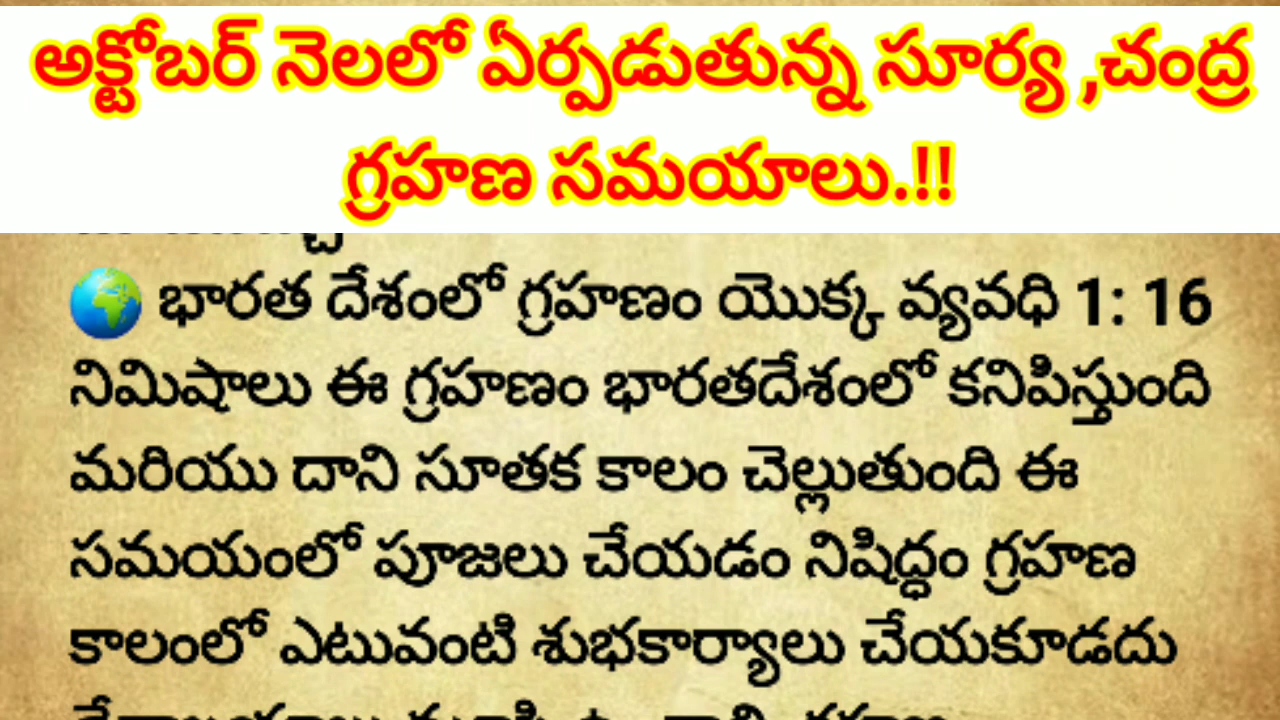 అక్టోబర్ నెలలో ఏర్పడుతున్న సూర్య ,చంద్ర
గ్రహణ సమయాలు.!!
🌍 భారత దేశంలో గ్రహణం యొక్క వ్యవధి 1: 16
నిమిషాలు ఈ గ్రహణం భారతదేశంలో కనిపిస్తుంది
మరియు దాని సూతక కాలం చెల్లుతుంది ఈ
సమయంలో పూజలు చేయడం నిషిద్ధం గ్రహణ
కాలంలో ఎటువంటి శుభకార్యాలు చేయకూడదు